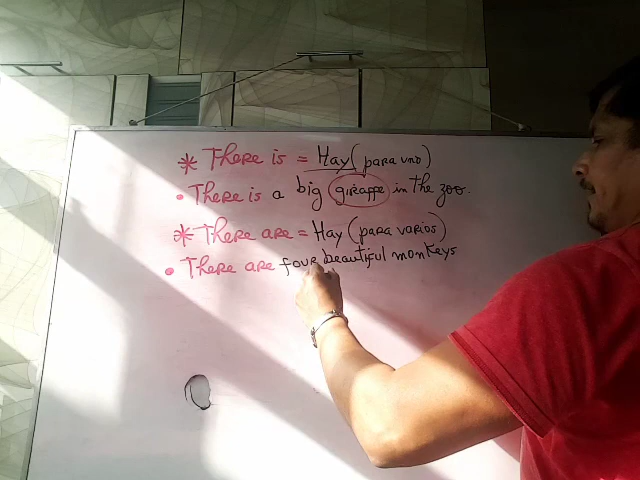 * There is = Hay (para uno)
• There is a big giraffe in the zoo.
* There are = Hay (para varios)
• There are four beautiful monkeys